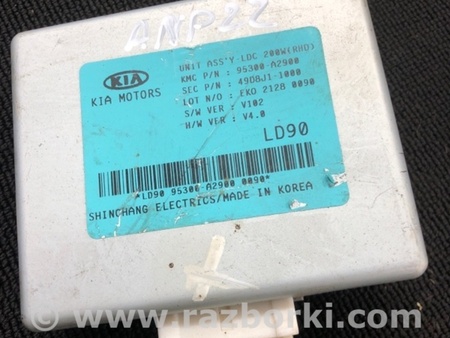 ANP22
UNIT ASS'Y-LDC 200W(RHD)
KMC P/N : 95300-A2900
SEC P/N : 49D8J1-1000
LOT N/O : EKO 2128 0090
S/W VER : V102
H/W VER : V4.0
KIA
KIA MOTORS
LD90
*LD90 95300-A2900 0090*
SHINCHANG ELECTRICS/MADE IN KOREA
© www.razborki.com